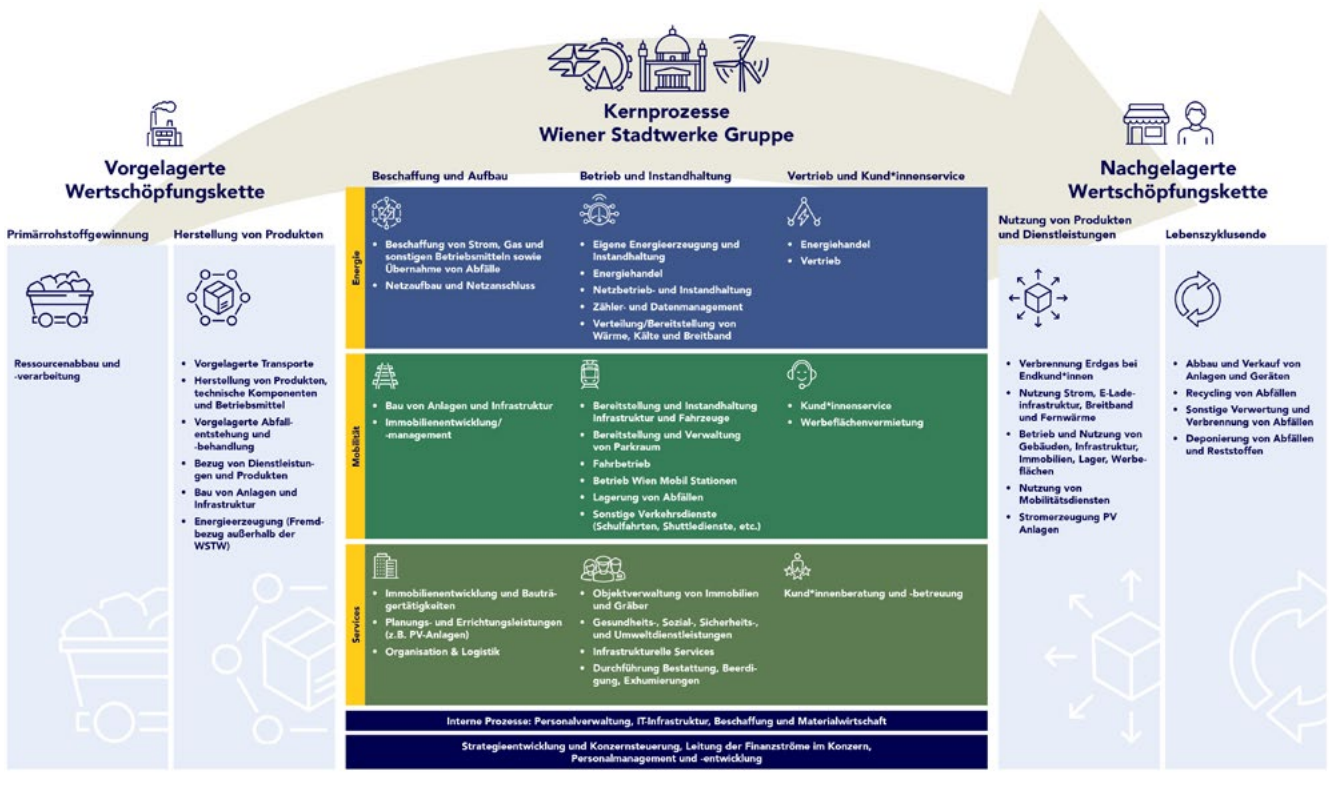 Kernprozesse
Wiener Stadtwerke Gruppe
Vorgelagerte
Wertschöpfungskette
Primärrohstoffgewinnung
Ressourcenabbau und
-verarbeitung
Herstellung von Produkten
• Vorgelagerte Transporte
• Herstellung von Produkten,
technische Komponenten
und Betriebsmittel
• Vorgelagerte Abfall-
entstehung und
-behandlung
• Bezug von Dienstleistun-
gen und Produkten
• Bau von Anlagen und
Infrastruktur
• Energieerzeugung (Fremd-
bezug außerhalb der
WSTW)
Beschaffung und Aufbau
Betrieb und Instandhaltung
Vertrieb und Kund*innenservice
Energie
• Beschaffung von Strom, Gas und
sonstigen Betriebsmitteln sowie
Übernahme von Abfälle
• Netzaufbau und Netzanschluss
• Eigene Energieerzeugung und
Instandhaltung
• Energiehandel
• Netzbetrieb- und Instandhaltung
• Zähler- und Datenmanagement
• Verteilung/Bereitstellung von
Wärme, Kälte und Breitband
• Energiehandel
• Vertrieb
Mobilität
• Bau von Anlagen und Infrastruktur
• Immobilienentwicklung/
-management
• Bereitstellung und Instandhaltung
Infrastruktur und Fahrzeuge
• Bereitstellung und Verwaltung
von Parkraum
• Fahrbetrieb
• Betrieb Wien Mobil Stationen
• Lagerung von Abfällen
• Sonstige Verkehrsdienste
(Schulfahrten, Shuttledienste, etc.)
• Kund*innenservice
• Werbeflächenvermietung
Services
• Immobilienentwicklung und Bauträ-
gertätigkeiten
• Planungs- und Errichtungsleistungen
(z.B. PV-Anlagen)
• Organisation & Logistik
• Objektverwaltung von Immobilien
und Gräber
• Gesundheits-, Sozial-, Sicherheits-,
und Umweltdienstleistungen
• Infrastrukturelle Services
• Durchführung Bestattung, Beerdi-
gung, Exhumierungen
Kund*innenberatung und -betreuung
Interne Prozesse: Personalverwaltung, IT-Infrastruktur, Beschaffung und Materialwirtschaft
Strategieentwicklung und Konzernsteuerung, Leitung der Finanzströme im Konzern,
Personalmanagement und -entwicklung
Nachgelagerte
Wertschöpfungskette
Nutzung von Produkten
und Dienstleistungen
• Verbrennung Erdgas bei
Endkund*innen
• Nutzung Strom, E-Lade-
infrastruktur, Breitband
und Fernwärme
• Betrieb und Nutzung von
Gebäuden, Infrastruktur,
Immobilien, Lager, Werbe-
flächen
• Nutzung von
Mobilitätsdiensten
• Stromerzeugung PV
Anlagen
Lebenszyklusende
• Abbau und Verkauf von
Anlagen und Geräten
• Recycling von Abfällen
• Sonstige Verwertung und
Verbrennung von Abfällen
• Deponierung von Abfällen
und Reststoffen